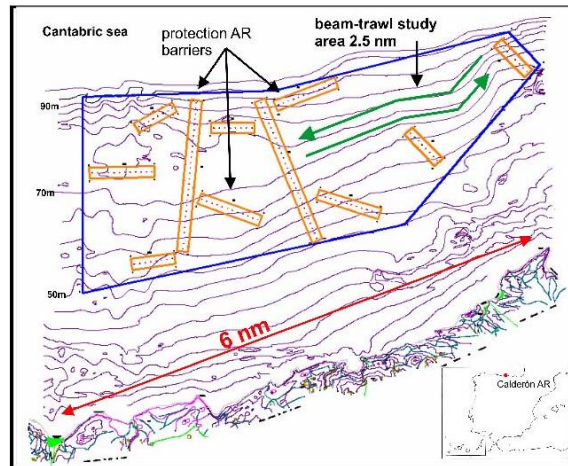 Cantabric sea
protection AR
barriers
beam-trawl study
area 2.5 nm
90m
70m
50m
6 nm
Calderón AR